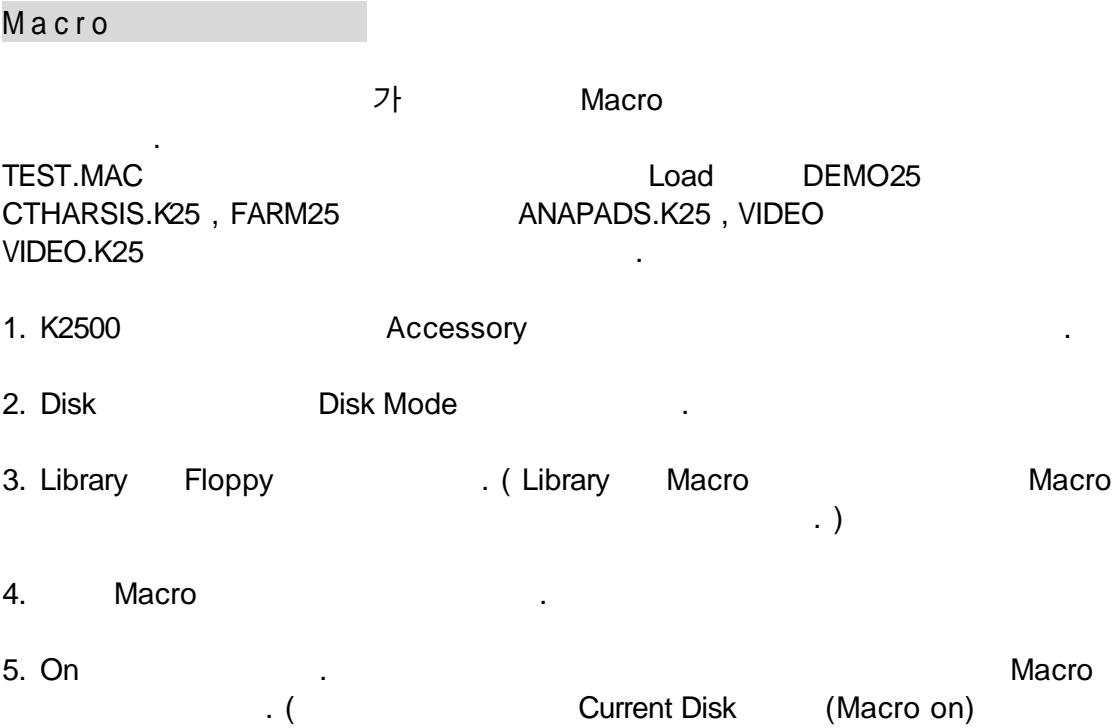 Macro
가 Macro
.
TEST.MAC Load DEMO25
CTHARSIS.K25 , FARM25 ANAPADS.K25 , VIDEO
VIDEO.K25 .
1. K2500 Accessory .
2. Disk Disk Mode .
3. Library Floppy . ( Library Macro Macro
. )
4. Macro .
5. On . Macro
. ( Current Disk (Macro on)